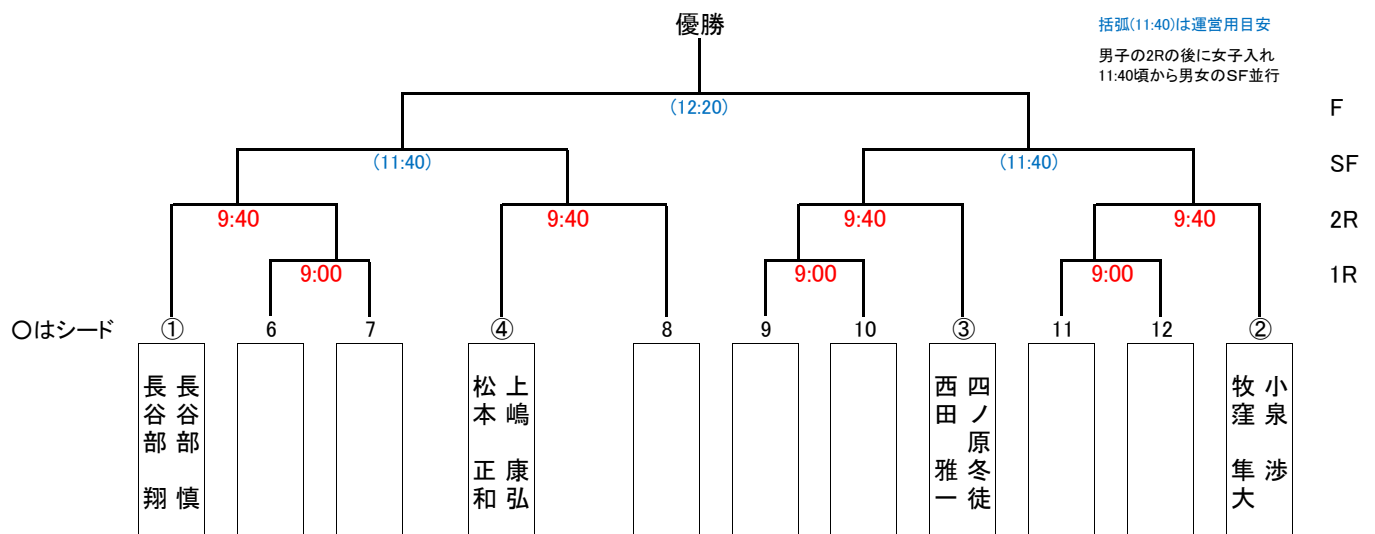 優勝
括弧(11:40)は運営用目安
男子の2Rの後に女子入れ
11:40頃から男女のSF並行
(12:20)
F
(11:40)
(11:40)
SF
9:40
9:40
9:40
9:40
2R
9:00
9:00
9:00
1R
〇はシード
①
6
7
④
8
9
10
③
11
12
②
長谷部 慎
長谷部 翔
上嶋 康弘
松本 正和
四ノ原冬徒
西田 雅一
小泉 渉
牧窪 隼大